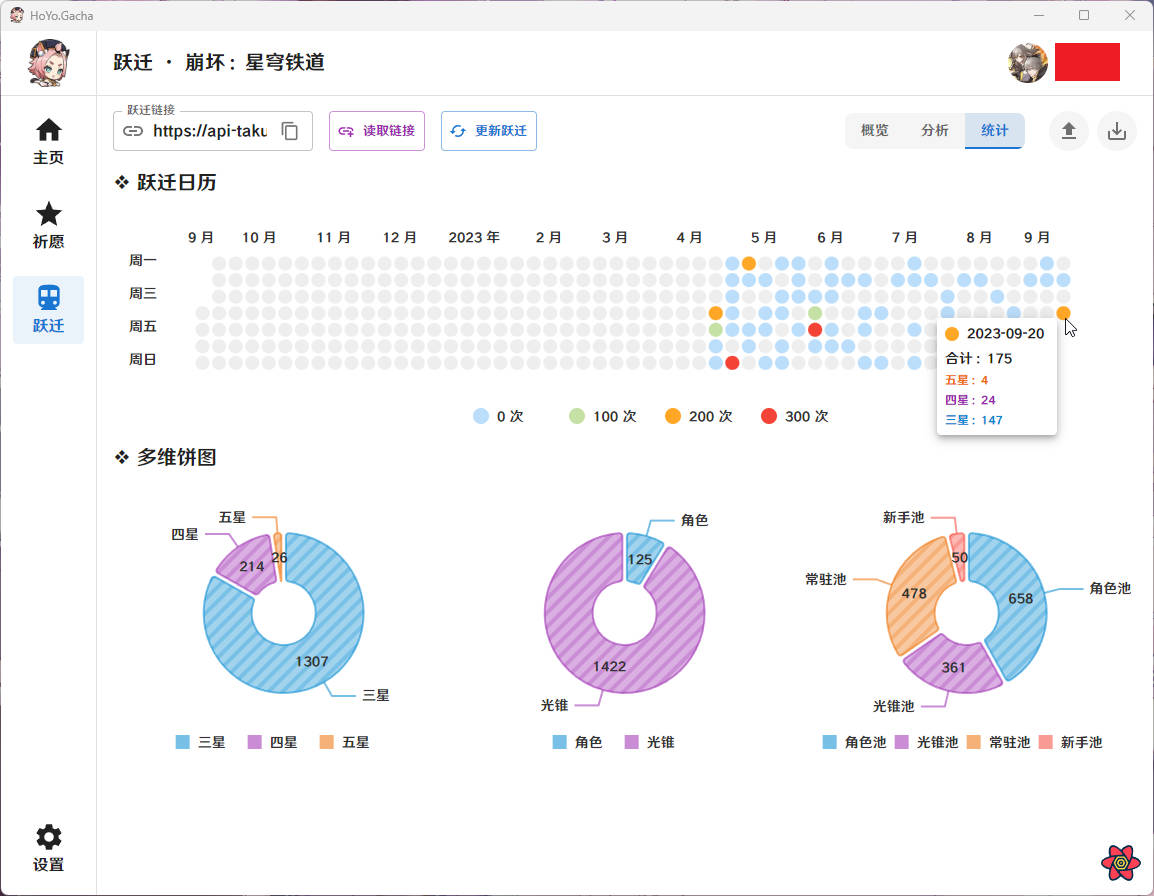 HoYo.Gacha
跃迁 · 崩坏：星穹铁道
主页
祈愿
跃迁
设置
跃迁链接
https://api-taku
读取链接
更新跃迁
概览
分析
统计
❖ 跃迁日历
9 月 10 月 11 月 12 月 2023 年 2 月 3 月 4 月 5 月 6 月 7 月 8 月 9 月
周一
周三
周五
周日
2023-09-20
合计：175
五星：4
四星：24
三星：147
0 次 100 次 200 次 300 次
❖ 多维饼图
五星
四星
26
214
1307
三星
三星 四星 五星
角色
125
1422
光锥
角色 光锥
新手池
50
常驻池
478
658
角色池
361
光锥池
角色池 光锥池 常驻池 新手池